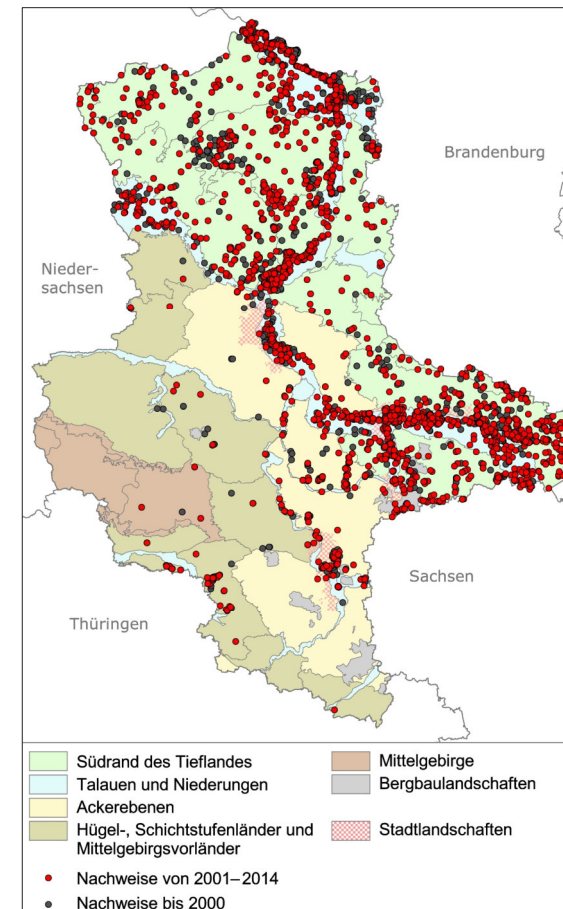 Brandenburg
Nieder-
sachsen
Sachsen
Thüringen
Südrand des Tieflandes
Talauen und Niederungen
Ackerebenen
Hügel-, Schichtstufenländer und
Mittelgebirgsvorländer
Mittelgebirge
Bergbaulandschaften
Stadtlandschaften
Nachweise von 2001–2014
Nachweise bis 2000